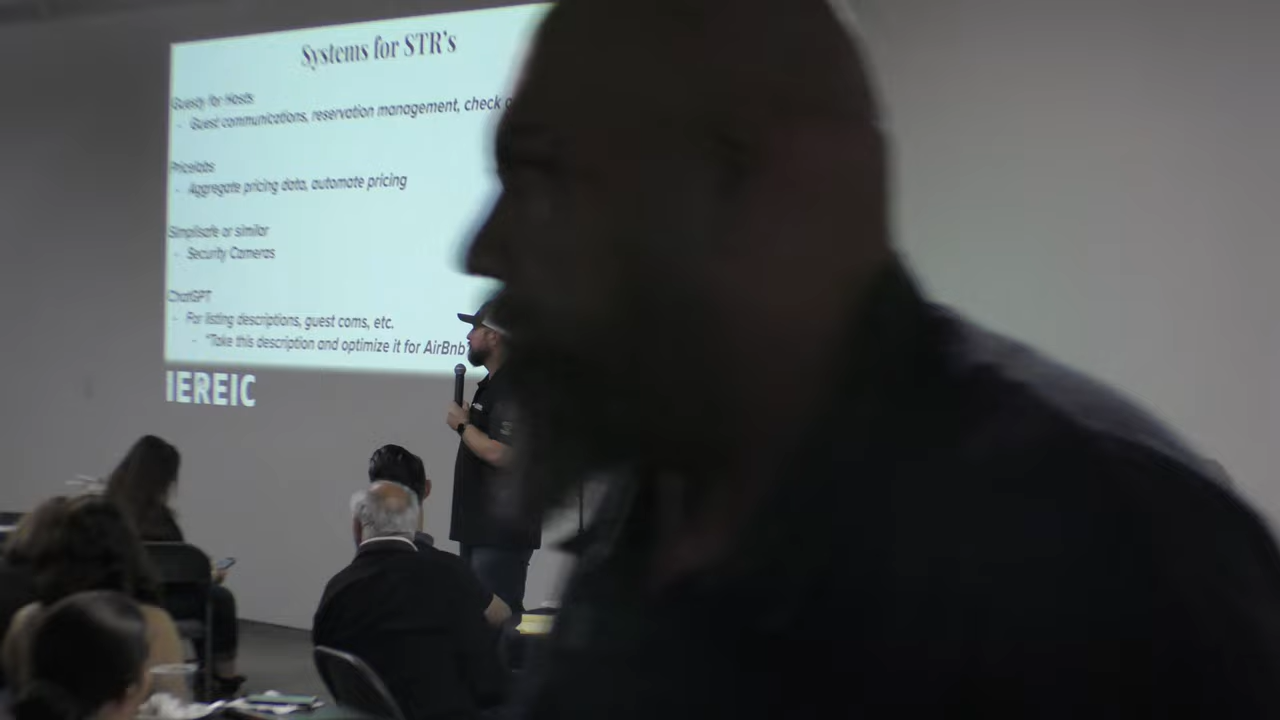 Systems for STR's
Guesty for Hosts
- Guest communications, reservation management, check
Pricelabs
- Aggregate pricing data, automate pricing
Simplisafe or similar
- Security Cameras
ChatGPT
- For listing descriptions, guest coms, etc.
- "Take this description and optimize it for AirBnb"
IEREIC